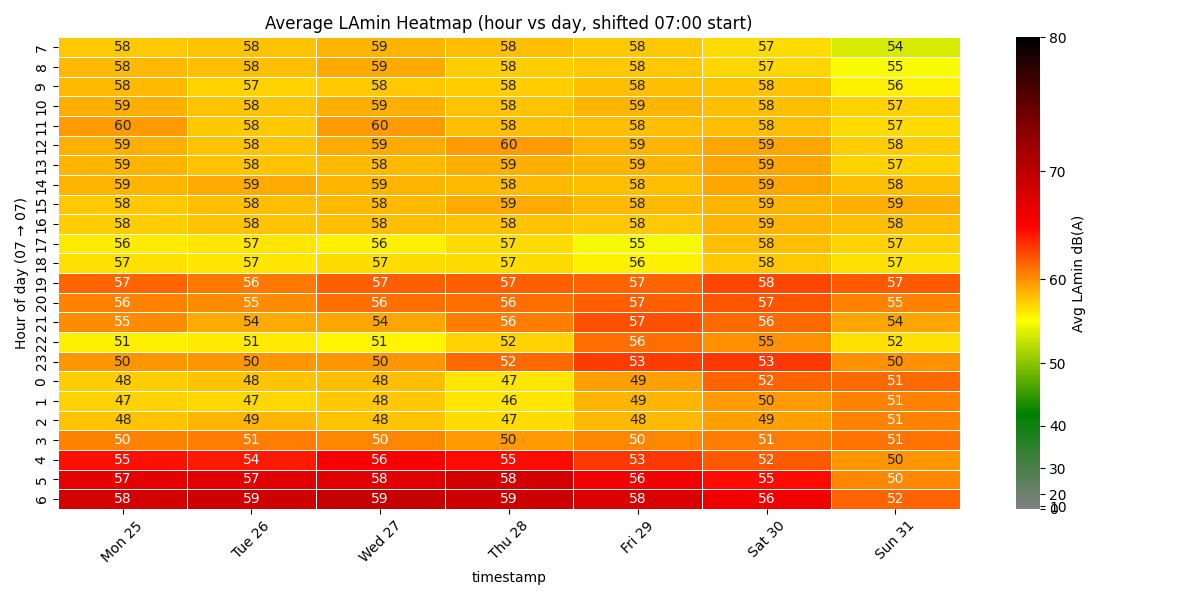 Average LAmin Heatmap (hour vs day, shifted 07:00 start)
7 58 58 59 58 58 57 54
8 58 58 59 58 58 57 55
9 58 57 58 58 58 58 56
10 59 58 59 58 59 58 57
11 60 58 60 58 58 58 57
12 59 58 59 60 59 59 58
13 59 58 58 59 59 59 57
14 59 59 59 58 58 59 58
15 58 58 58 59 58 59 59
16 58 58 58 58 58 59 58
17 56 57 56 57 55 58 57
18 57 57 57 57 56 58 57
19 57 56 57 57 57 58 57
20 56 55 56 56 57 57 55
21 55 54 54 56 57 56 54
22 51 51 51 52 56 55 52
23 50 50 50 52 53 53 50
0 48 48 48 47 49 52 51
1 47 47 48 46 49 50 51
2 48 49 48 47 48 49 51
3 50 51 50 50 50 51 51
4 55 54 56 55 53 52 50
5 57 57 58 58 56 55 50
6 58 59 59 59 58 56 52
Mon 25 Tue 26 Wed 27 Thu 28 Fri 29 Sat 30 Sun 31
timestamp
Hour of day (07 → 07)
80
70
60
50
40
30
20
10
0
Avg LAmin dB(A)